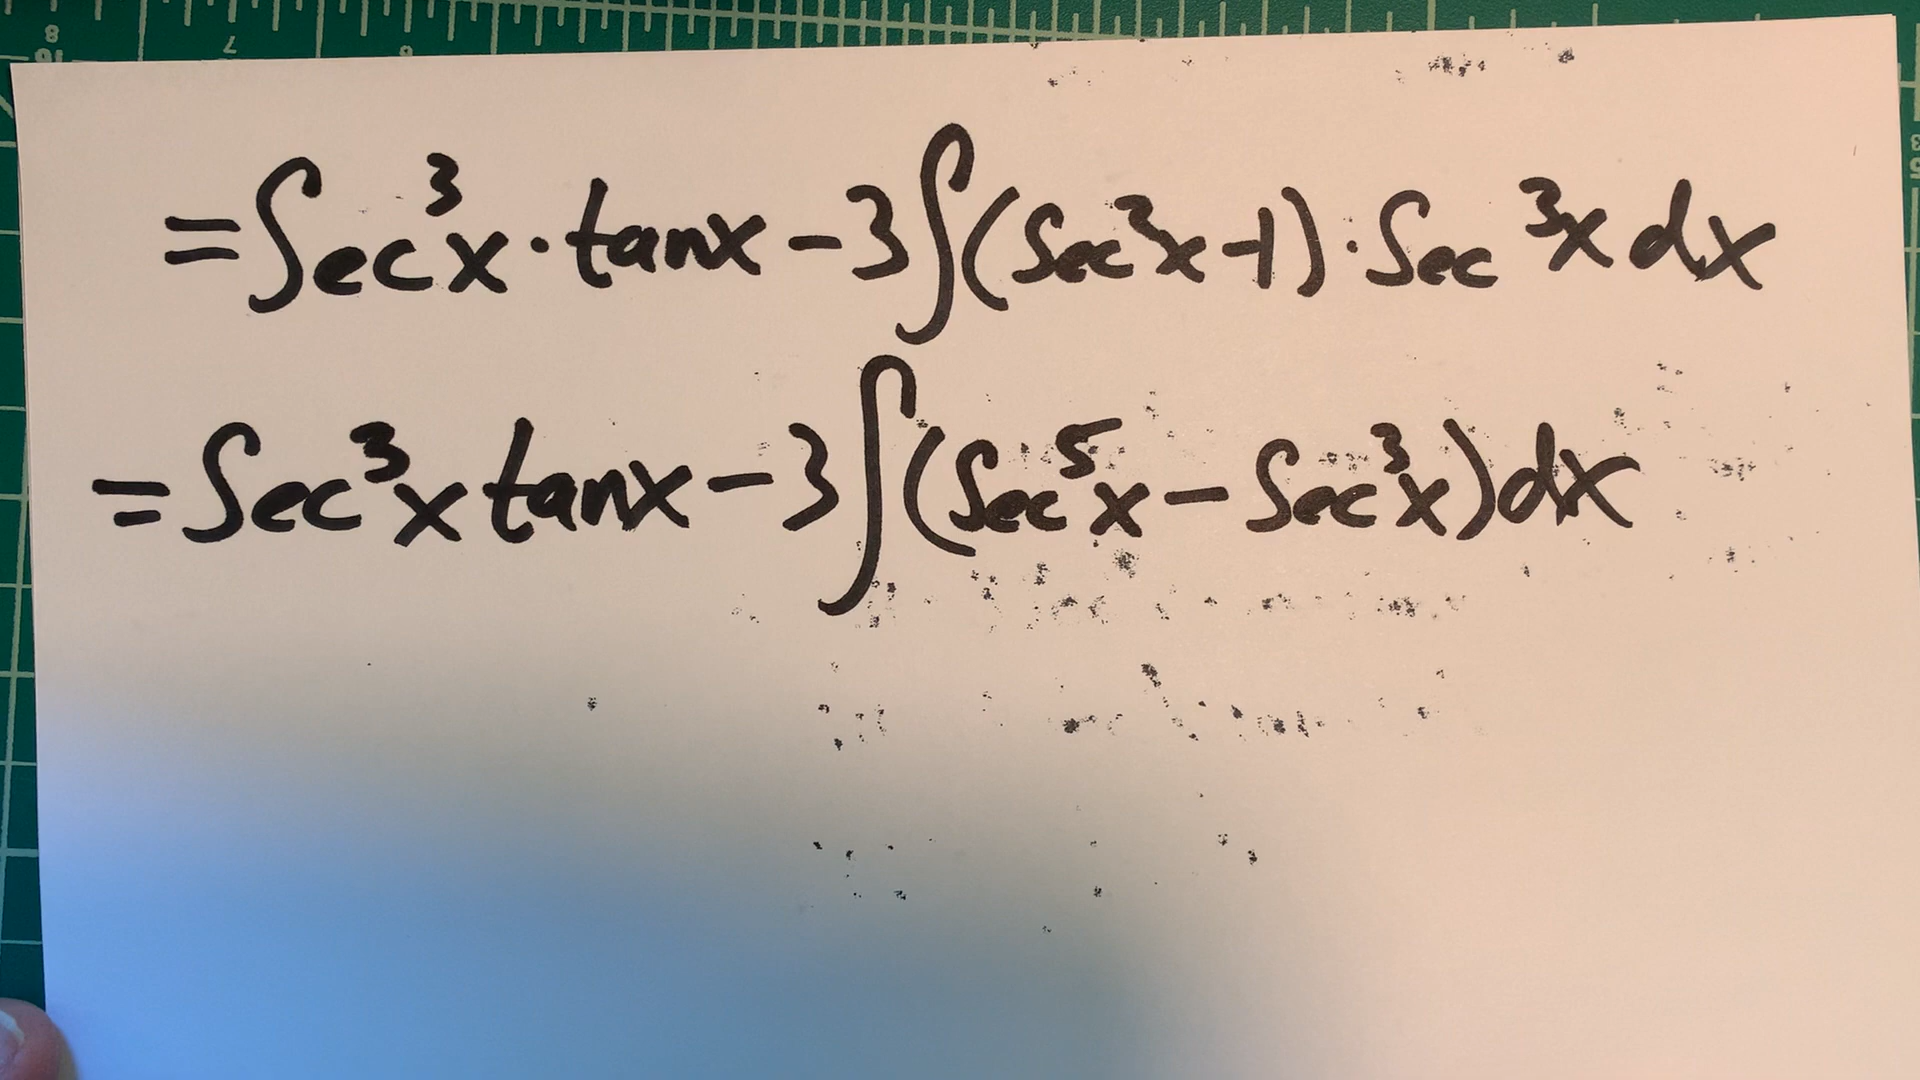 = Sec³x · tanx - 3∫(Sec²x - 1) · Sec³x dx
= Sec³x tanx - 3∫(Sec⁵x - Sec³x)dx